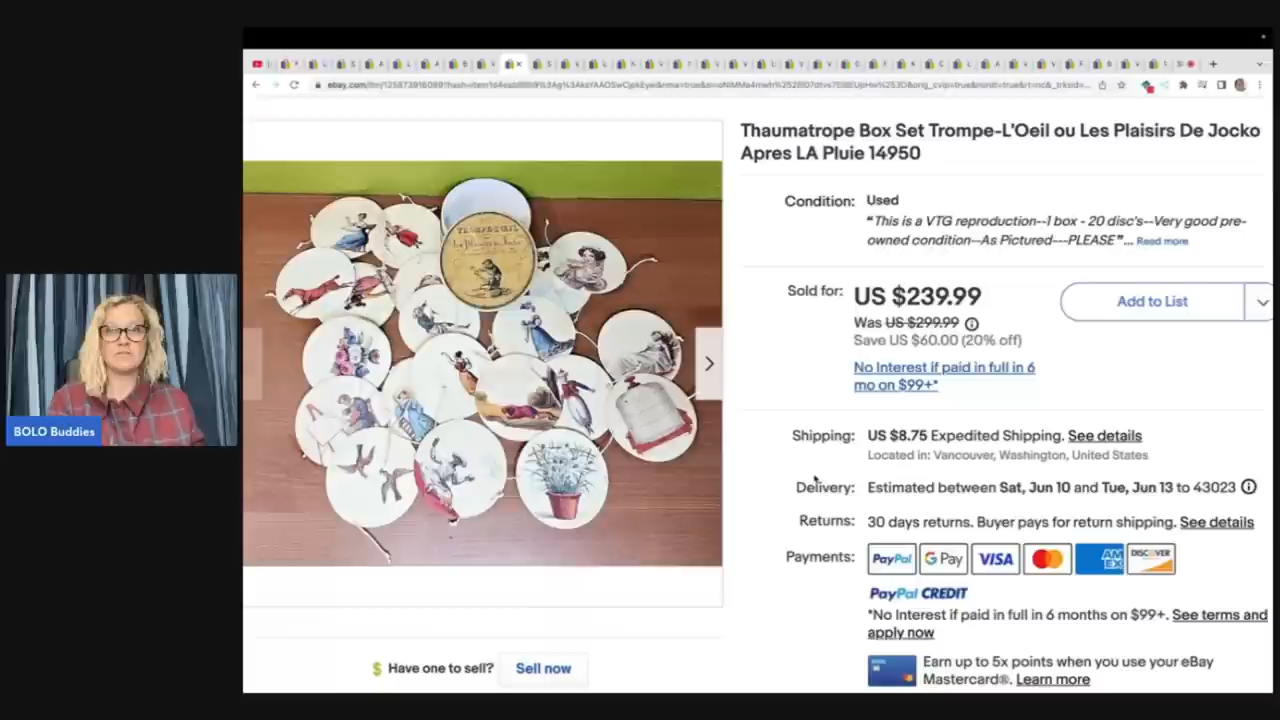 Thaumatrope Box Set Trompe-L'Oeil ou Les Plaisirs De Jocko
Apres LA Pluie 14950
Condition: Used
"This is a VTG reproduction--1 box - 20 disc's--Very good pre-
owned condition--As Pictured---PLEASE"... Read more
Sold for: US $239.99
Add to List
Was US $299.99
Save US $60.00 (20% off)
No Interest if paid in full in 6
mo on $99+*
BOLO Buddies
Shipping: US $8.75 Expedited Shipping. See details
Located in: Vancouver, Washington, United States
Delivery: Estimated between Sat, Jun 10 and Tue, Jun 13 to 43023
Returns: 30 days returns. Buyer pays for return shipping. See details
Payments: PayPal G Pay VISA AM EX DISCOVER
PayPal CREDIT
*No Interest if paid in full in 6 months on $99+. See terms and
apply now
$ Have one to sell? Sell now
Earn up to 5x points when you use your eBay
Mastercard®. Learn more